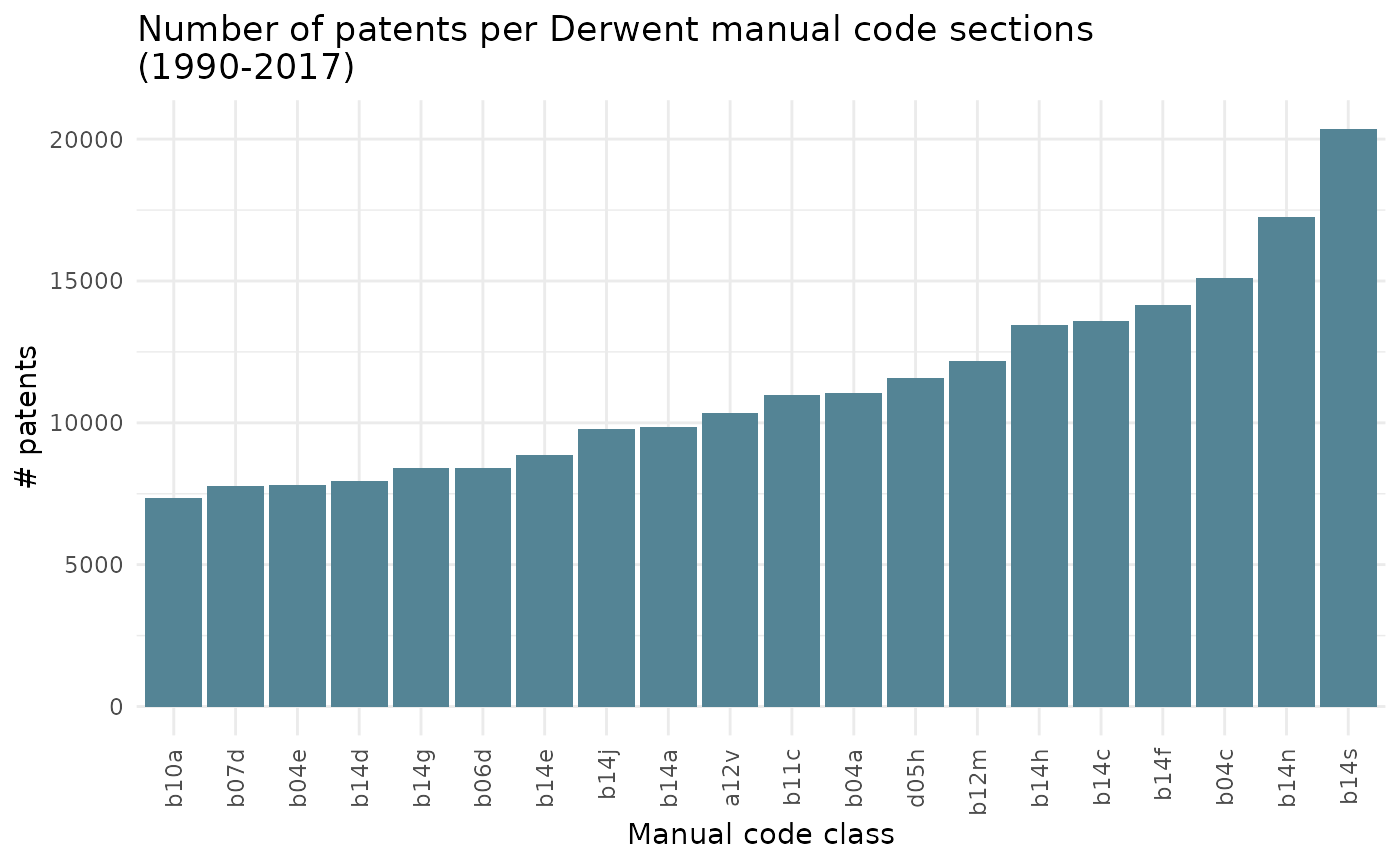 Number of patents per Derwent manual code sections
(1990-2017)
# patents
20000
15000
10000
5000
0
b10a
b07d
b04e
b14d
b14g
b06d
b14e
b14j
b14a
a12v
b11c
b04a
d05h
b12m
b14h
b14c
b14f
b04c
b14n
b14s
Manual code class